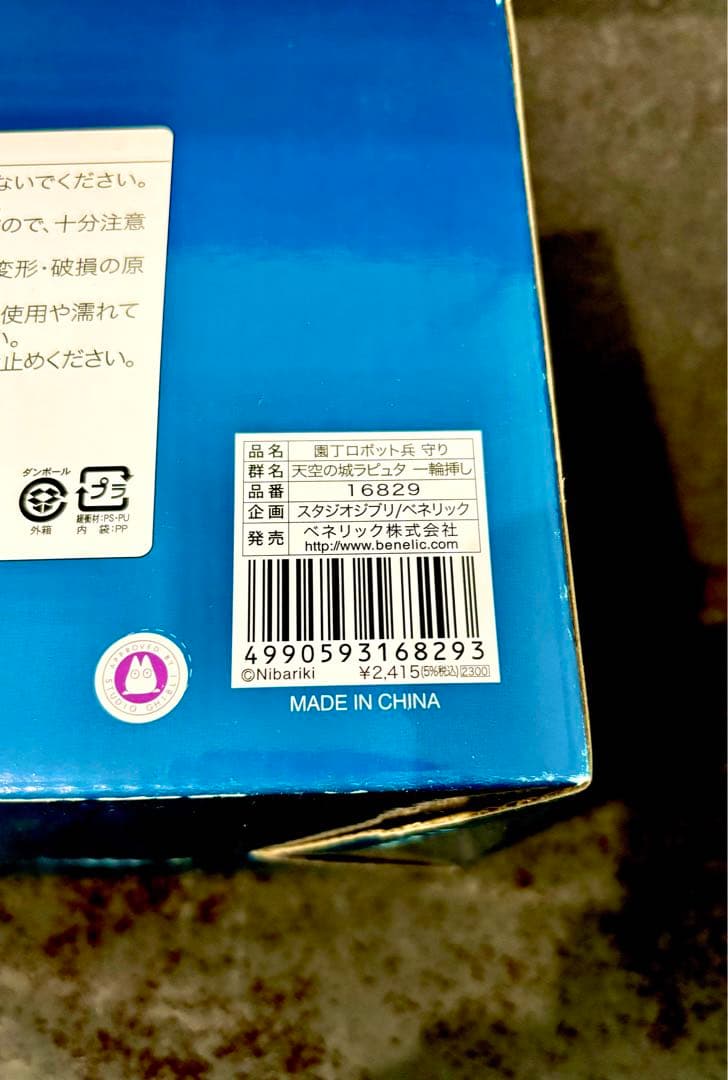 ないでください。
ので、十分注意
変形・破損の原
使用や濡れて
い。
止めください。
ダンボール
外箱
プラ
緩衝材:PS・PU
内 袋:PP
品名 園丁ロボット兵 守り
群名 天空の城ラピュタ 一輪挿し
品番 16829
企画 スタジオジブリ/ベネリック
発売 ベネリック株式会社
http://www.benelic.com
4990593168293
©Nibariki ¥2,415(5%税込)2300
APPROVED BY
STUDIO GHIBLI
MADE IN CHINA